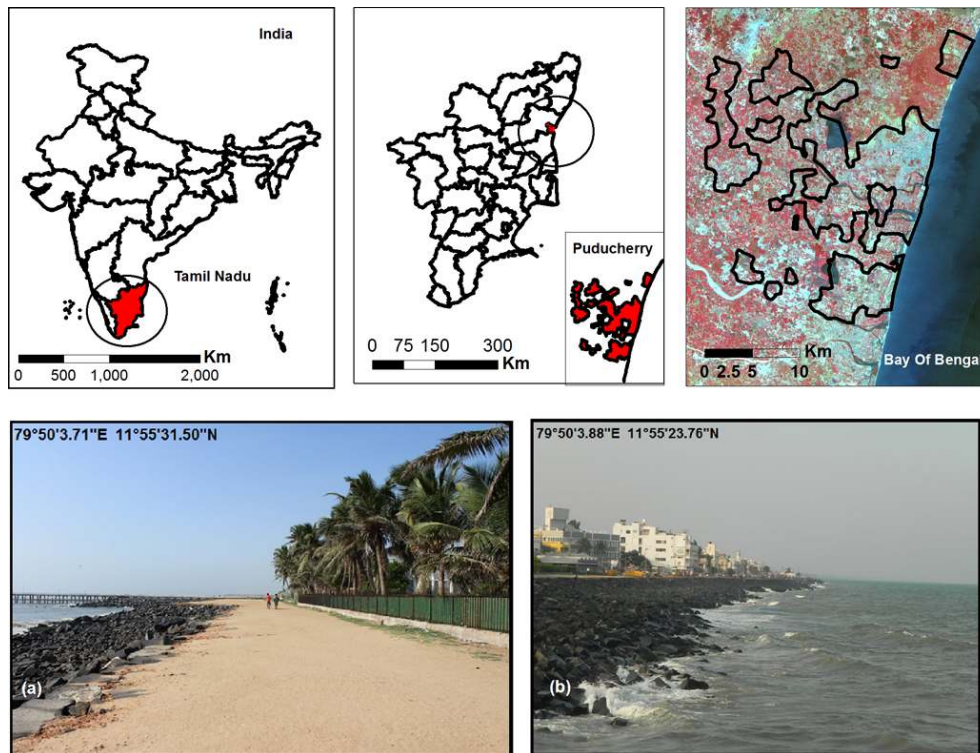 India
Tamil Nadu
Km
0 500 1,000 2,000
Puducherry
0 75 150 300
Km
Km
0 2.5 5 10
Bay Of Benga
79°50'3.71"E 11°55'31.50"N
(a)
79°50'3.88"E 11°55'23.76"N
(b)